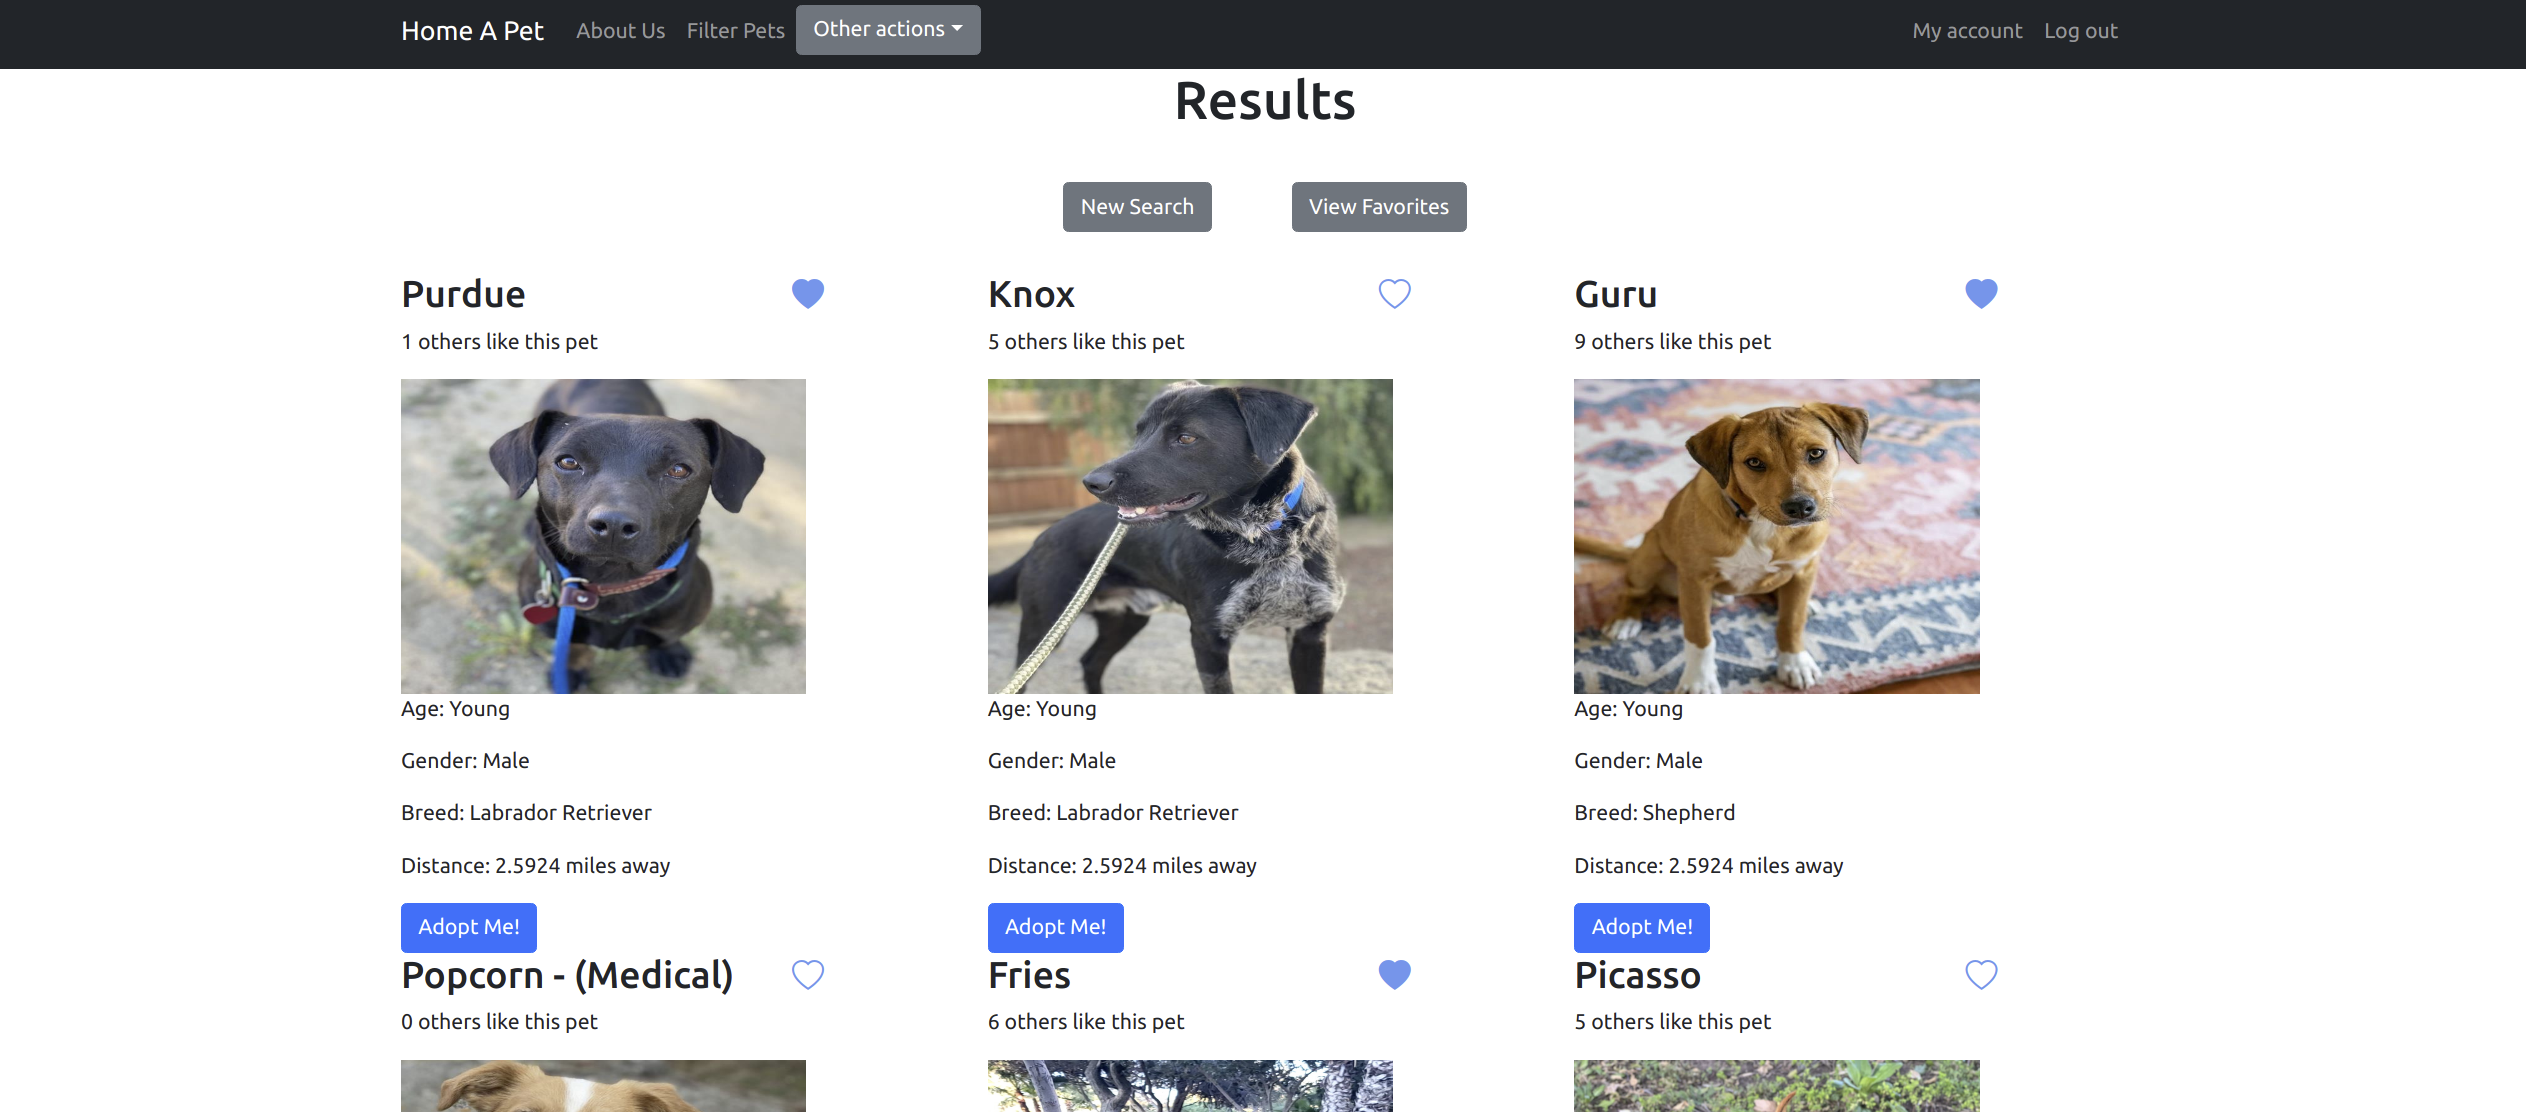 Home A Pet About Us Filter Pets Other actions My account Log out
Results
New Search View Favorites
Purdue Knox Guru
1 others like this pet 5 others like this pet 9 others like this pet
Age: Young Age: Young Age: Young
Gender: Male Gender: Male Gender: Male
Breed: Labrador Retriever Breed: Labrador Retriever Breed: Shepherd
Distance: 2.5924 miles away Distance: 2.5924 miles away Distance: 2.5924 miles away
Adopt Me! Adopt Me! Adopt Me!
Popcorn - (Medical) Fries Picasso
0 others like this pet 6 others like this pet 5 others like this pet